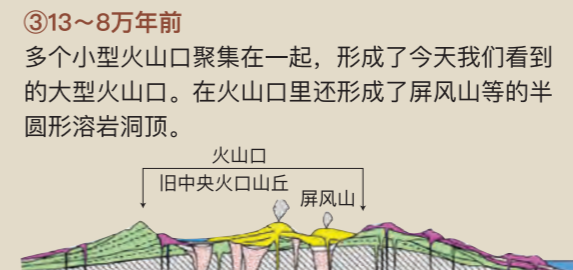 ③13～8万年前
多个小型火山口聚集在一起，形成了今天我们看到
的大型火山口。在火山口里还形成了屏风山等的半
圆形溶岩洞顶。
火山口
旧中央火口山丘
屏风山